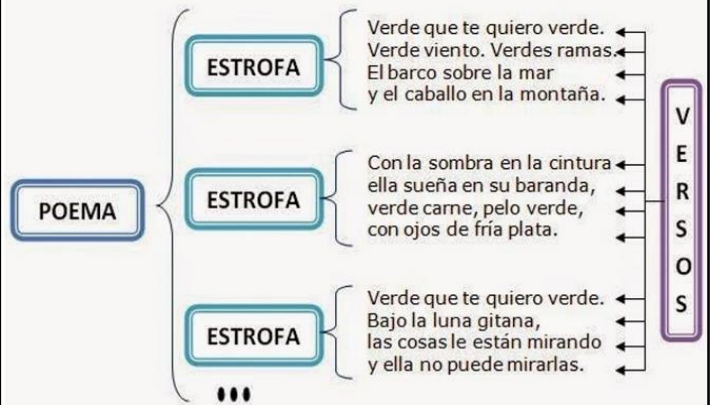 POEMA
ESTROFA
Verde que te quiero verde.
Verde viento. Verdes ramas.
El barco sobre la mar
y el caballo en la montaña.
ESTROFA
Con la sombra en la cintura
ella sueña en su baranda,
verde carne, pelo verde,
con ojos de fría plata.
ESTROFA
Verde que te quiero verde.
Bajo la luna gitana,
las cosas le están mirando
y ella no puede mirarlas.
VERSOS